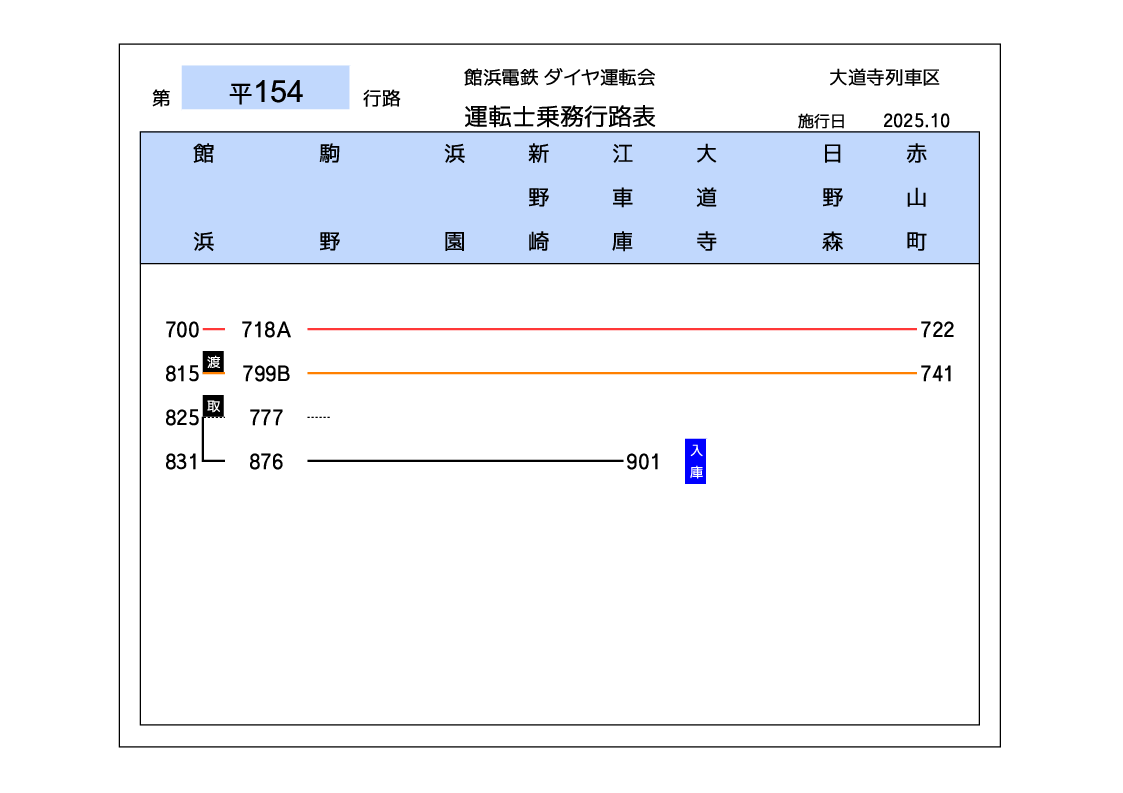 第 平154 行路
館浜電鉄 ダイヤ運転会
運転士乗務行路表
大道寺列車区
施行日 2025.10
館浜 駒野 浜園 新野崎 江車庫 大道寺 日野森 赤山町
700 718A 722
渡
815 799B 741
取
825 777
831 876 901 入庫